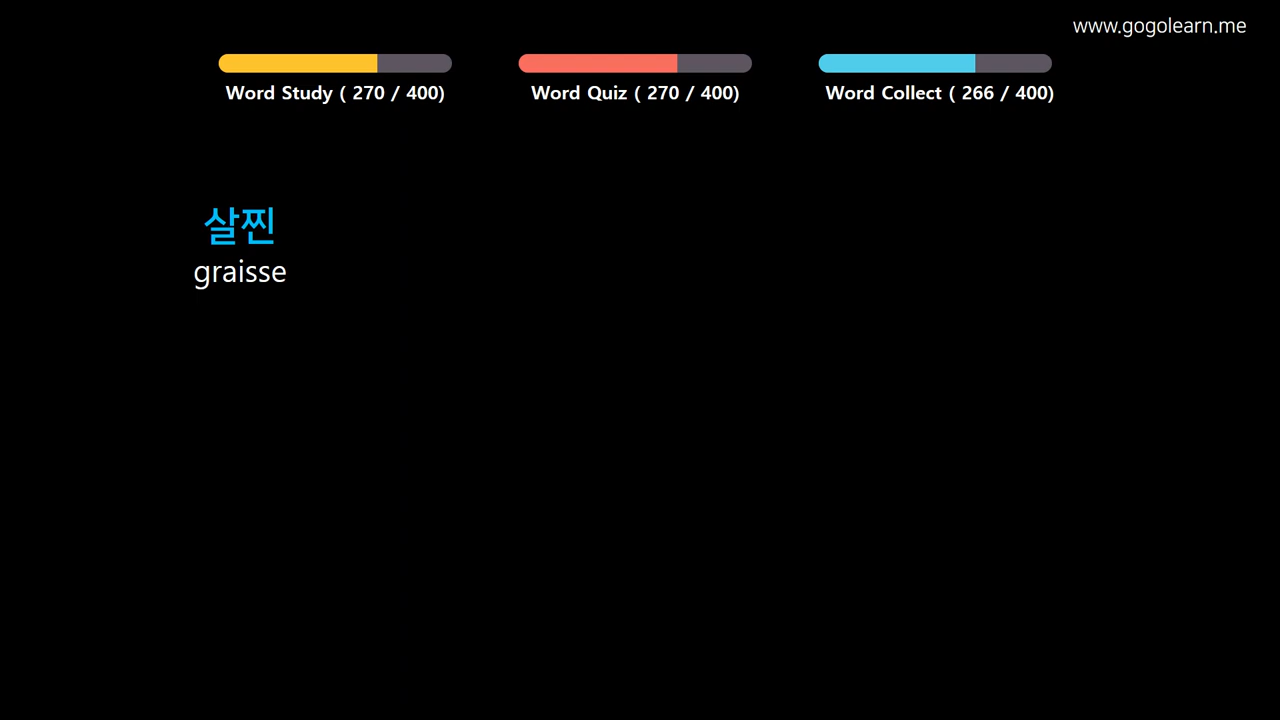 www.gogolearn.me
Word Study ( 270 / 400)
Word Quiz ( 270 / 400)
Word Collect ( 266 / 400)
살찐
graisse